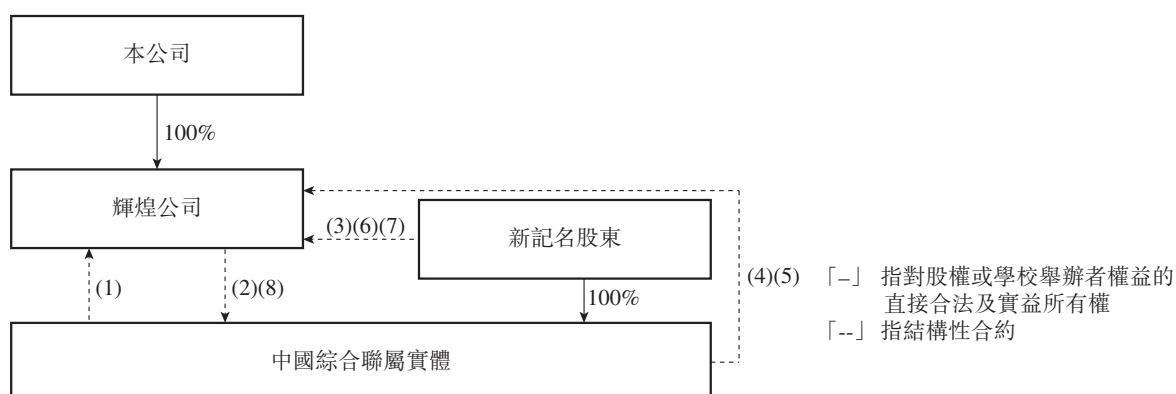 本公司
100%
輝煌公司
(3)(6)(7)
新記名股東
(1)
(2)(8)
100%
(4)(5)
「–」 指對股權或學校舉辦者權益的
直接合法及實益所有權
「--」 指結構性合約
中國綜合聯屬實體